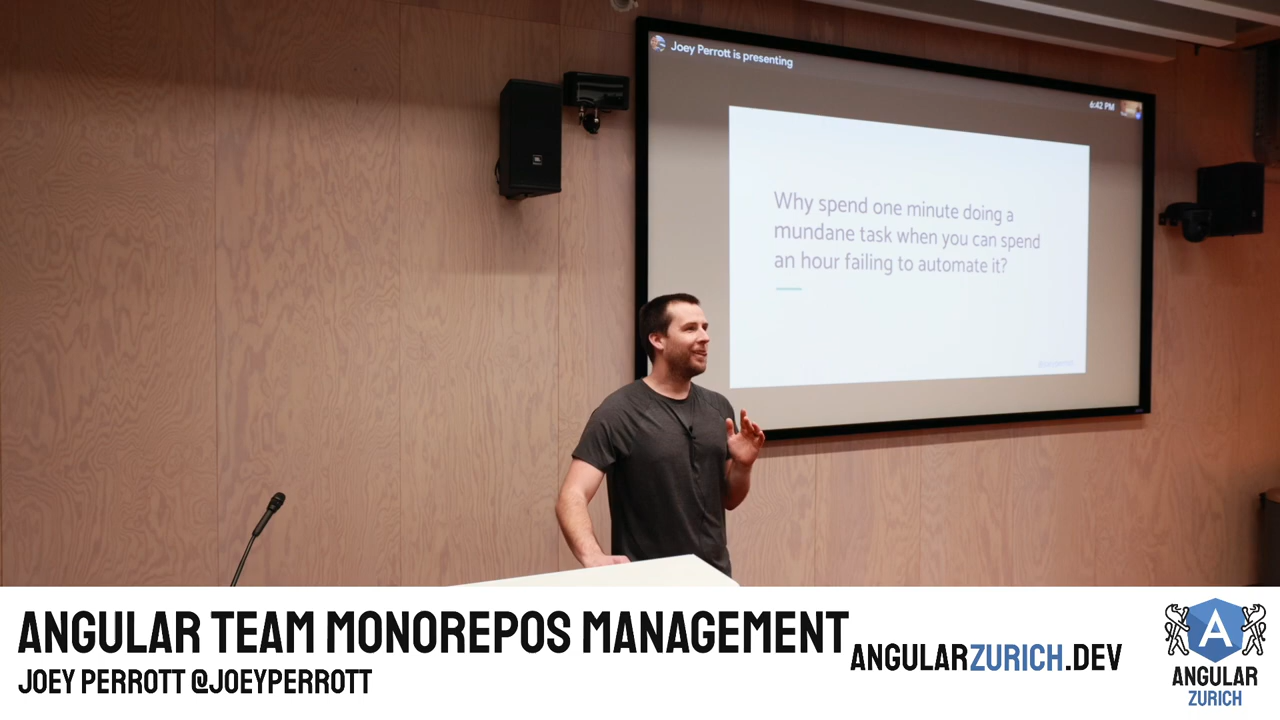 Joey Perrott is presenting
6:42 PM
Why spend one minute doing a
mundane task when you can spend
an hour failing to automate it?
JBL
ANGULAR TEAM MONOREPOS MANAGEMENT
JOEY PERROTT @JOEYPERROTT
ANGULARZURICH.DEV
A
ANGULAR
ZURICH